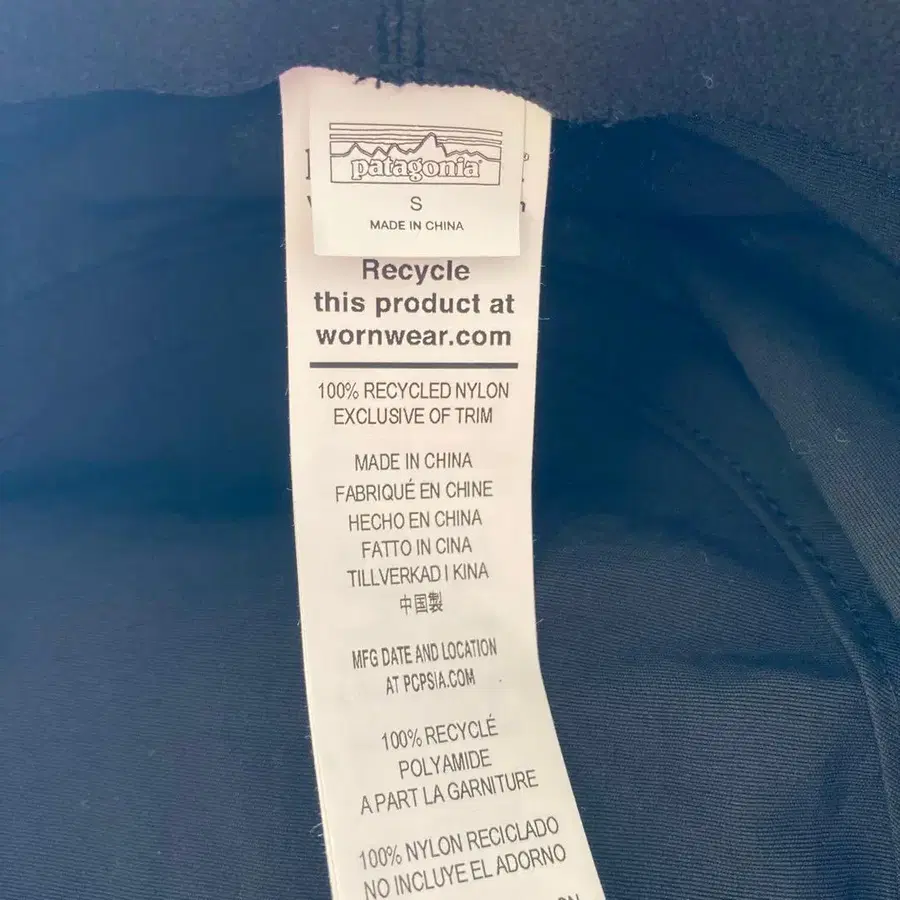 patagonia
S
MADE IN CHINA
Recycle
this product at
wornwear.com
100% RECYCLED NYLON
EXCLUSIVE OF TRIM
MADE IN CHINA
FABRIQUÉ EN CHINE
HECHO EN CHINA
FATTO IN CINA
TILLVERKAD I KINA
中国製
MFG DATE AND LOCATION
AT PCPSIA.COM
100% RECYCLÉ
POLYAMIDE
A PART LA GARNITURE
100% NYLON RECICLADO
NO INCLUYE EL ADORNO